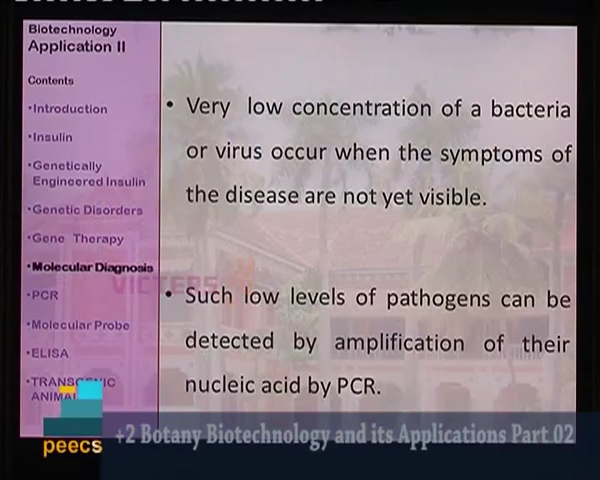 Biotechnology
Application II
Contents
•Introduction
•Insulin
•Genetically
Engineered Insulin
•Genetic Disorders
•Gene Therapy
•Molecular Diagnosis
•PCR
•Molecular Probe
•ELISA
•TRANSGENIC
ANIMAL
• Very low concentration of a bacteria
or virus occur when the symptoms of
the disease are not yet visible.
VICTERS
• Such low levels of pathogens can be
detected by amplification of their
nucleic acid by PCR.
peecs
+2 Botany Biotechnology and its Applications Part 02